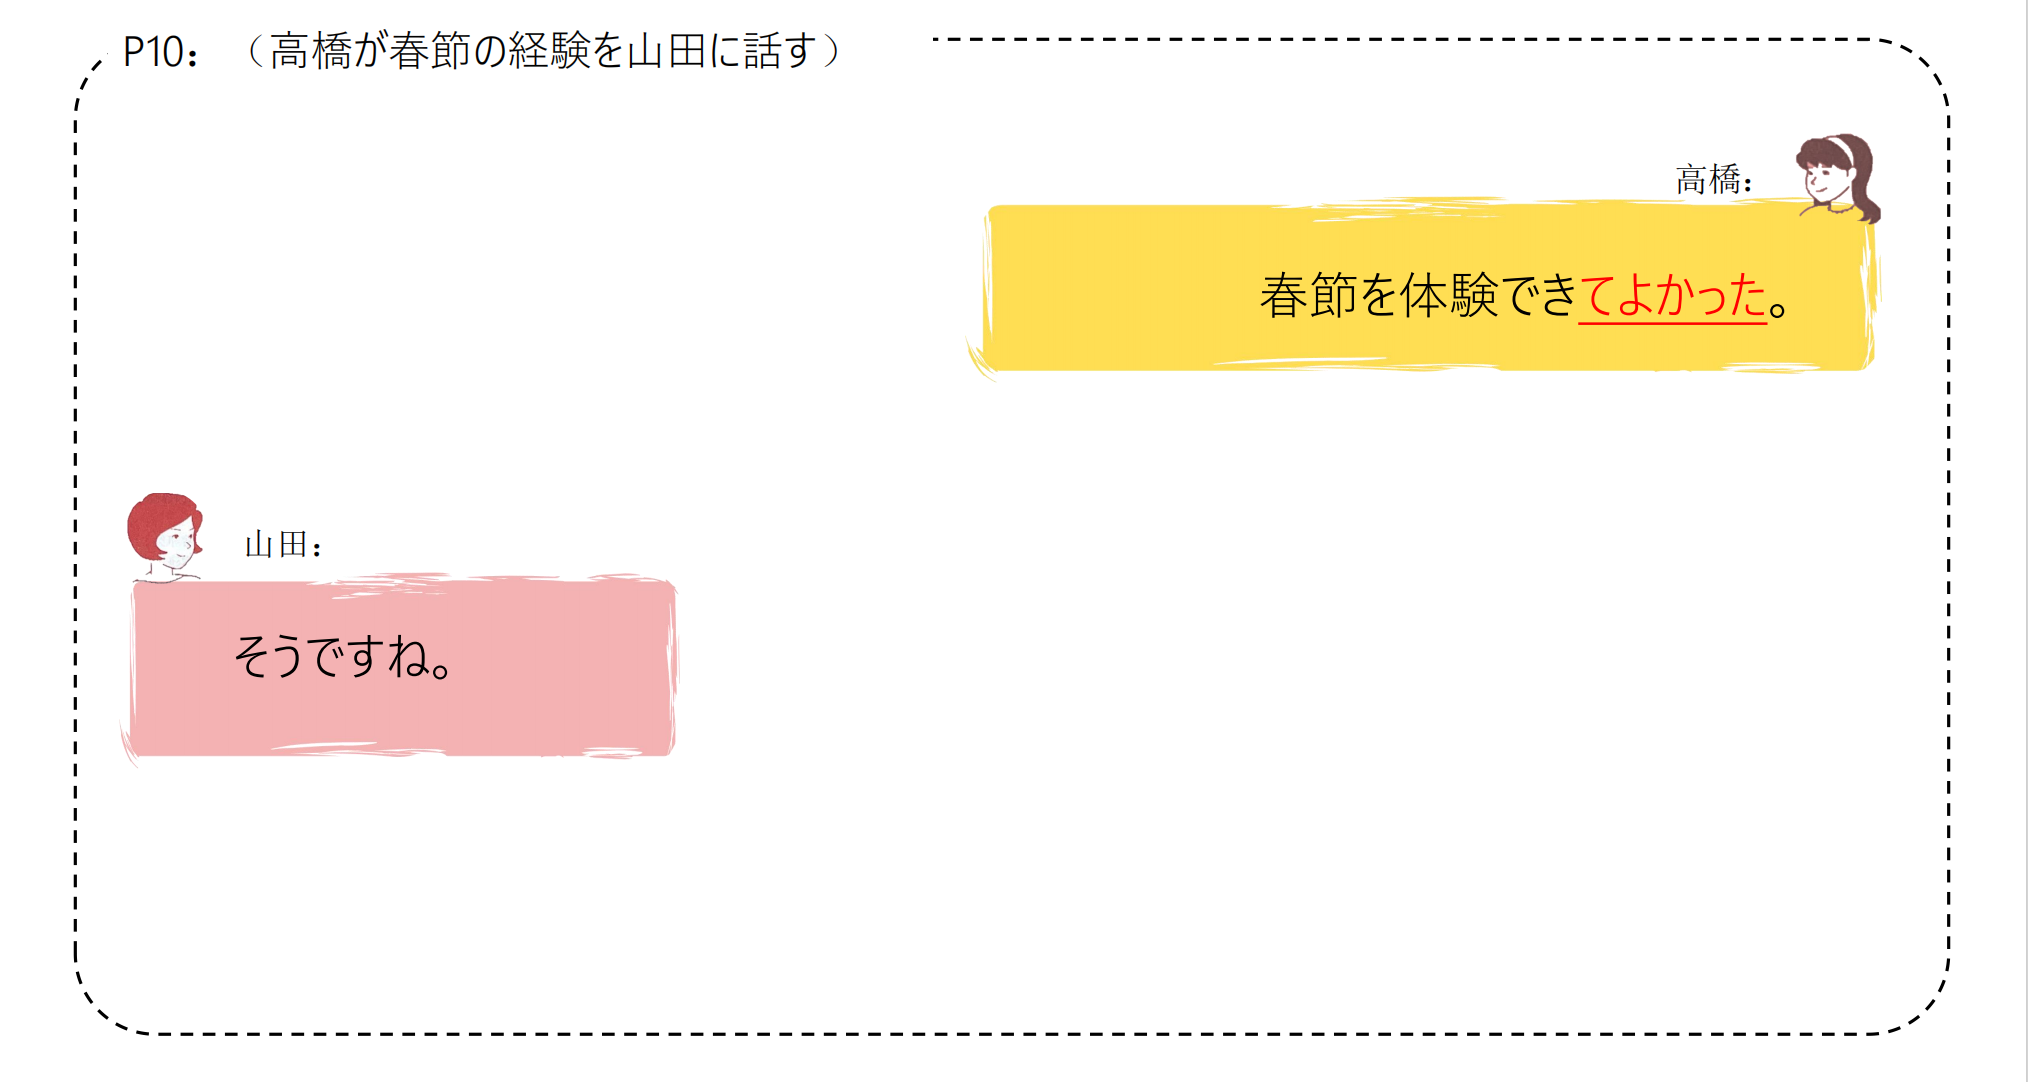 P10：（高橋が春節の経験を山田に話す）
高橋：
春節を体験できてよかった。
山田：
そうですね。